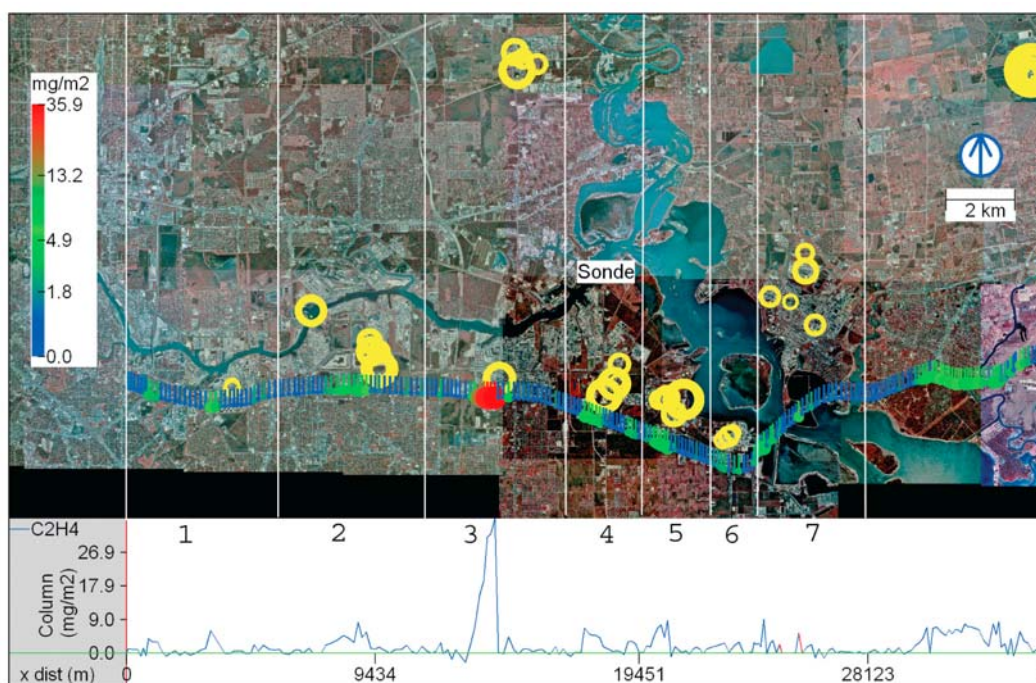 mg/m2
35.9
13.2
4.9
1.8
0.0
2 km
Sonde
C2H4
1 2 3 4 5 6 7
26.9
17.9
9.0
0.0
Column
(mg/m2)
x dist (m) 0 9434 19451 28123